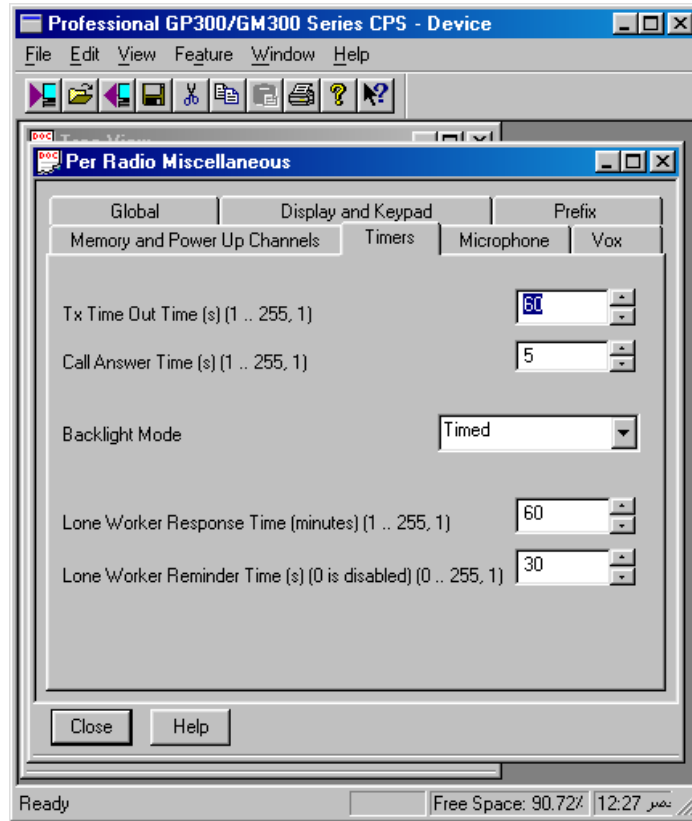 Professional GP300/GM300 Series CPS - Device
File Edit View Feature Window Help
Per Radio Miscellaneous
Global Display and Keypad Prefix
Memory and Power Up Channels Timers Microphone Vox
Tx Time Out Time (s) (1 .. 255, 1) 60
Call Answer Time (s) (1 .. 255, 1) 5
Backlight Mode Timed
Lone Worker Response Time (minutes) (1 .. 255, 1) 60
Lone Worker Reminder Time (s) (0 is disabled) (0 .. 255, 1) 30
Close Help
Ready Free Space: 90.72% 12:27